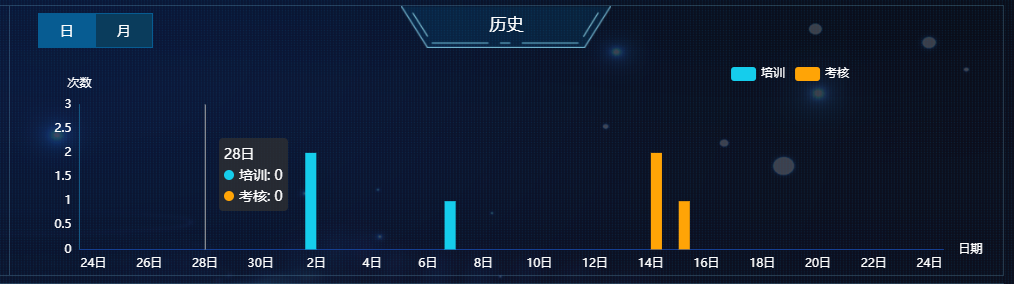 日 月
历史
培训 考核
次数
3
2.5
2
1.5
1
0.5
0
28日
培训: 0
考核: 0
24日 26日 28日 30日 2日 4日 6日 8日 10日 12日 14日 16日 18日 20日 22日 24日
日期